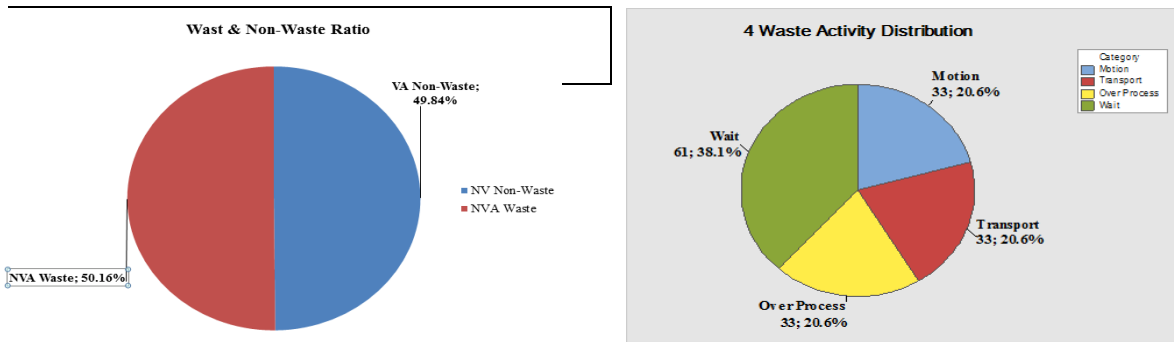 Wast & Non-Waste Ratio
VA Non-Waste;
49.84%
NV Non-Waste
NVA Waste
NVA Waste; 50.16%
4 Waste Activity Distribution
Category
Motion
Transport
Over Process
Wait
Motion
33; 20.6%
Wait
61; 38.1%
Transport
33; 20.6%
Over Process
33; 20.6%